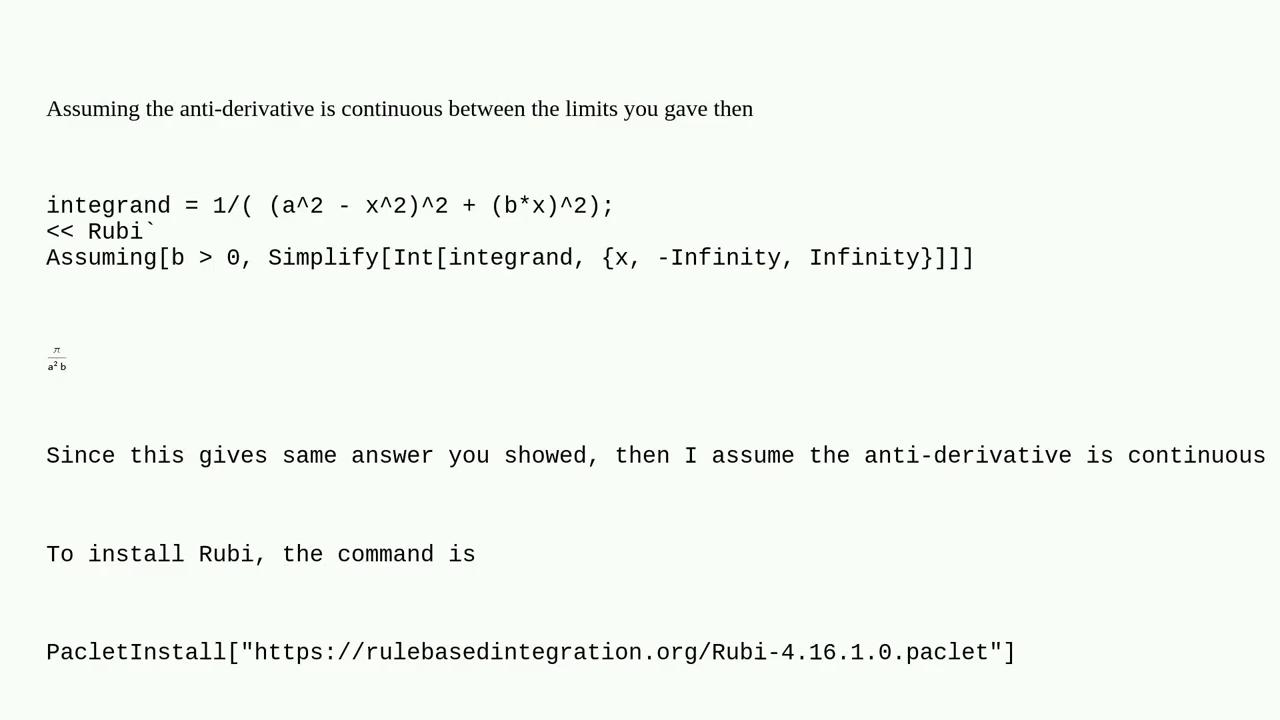 Assuming the anti-derivative is continuous between the limits you gave then
integrand = 1/( (a^2 - x^2)^2 + (b*x)^2);
<< Rubi`
Assuming[b > 0, Simplify[Int[integrand, {x, -Infinity, Infinity}]]]
π
a² b
Since this gives same answer you showed, then I assume the anti-derivative is continuous
To install Rubi, the command is
PacletInstall["https://rulebasedintegration.org/Rubi-4.16.1.0.paclet"]